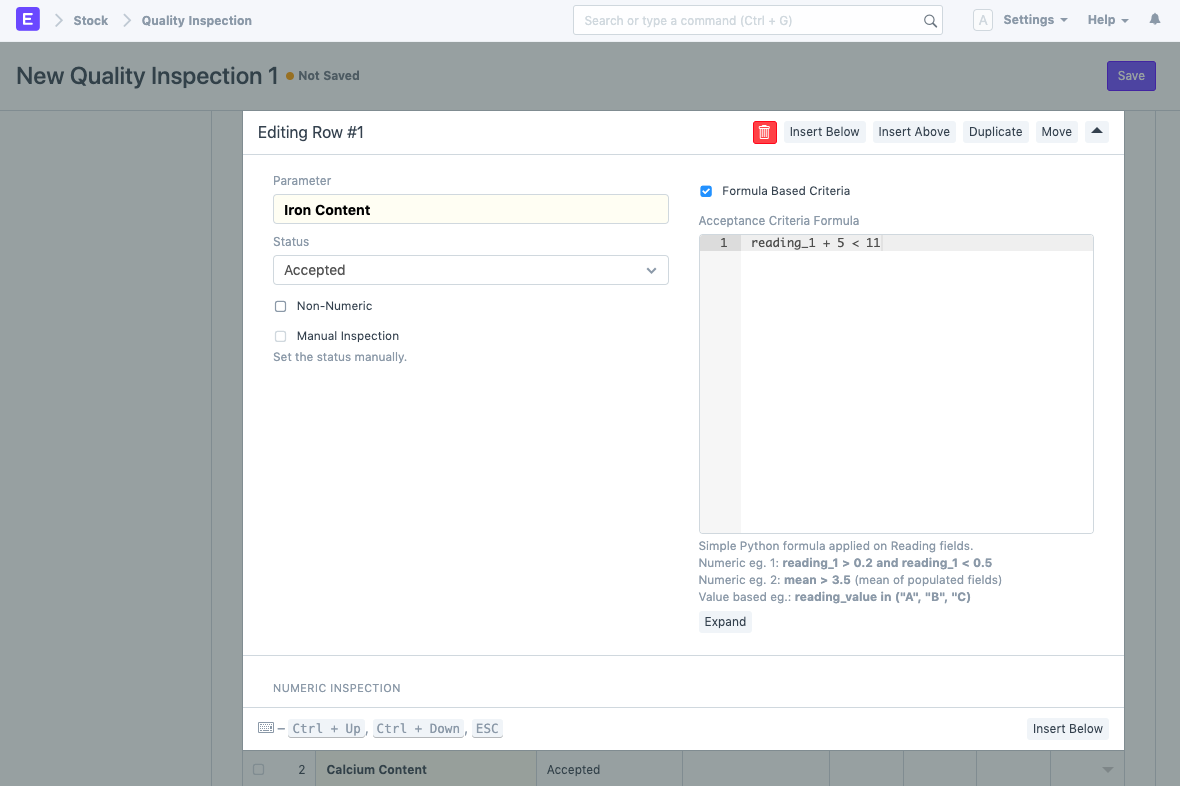 E Stock Quality Inspection Search or type a command (Ctrl + G) A Settings Help
New Quality Inspection 1 Not Saved Save
Editing Row #1 Insert Below Insert Above Duplicate Move
Parameter
Iron Content
Status
Accepted
Non-Numeric
Manual Inspection
Set the status manually.
Formula Based Criteria
Acceptance Criteria Formula
1 reading_1 + 5 < 11
Simple Python formula applied on Reading fields.
Numeric eg. 1: reading_1 > 0.2 and reading_1 < 0.5
Numeric eg. 2: mean > 3.5 (mean of populated fields)
Value based eg.: reading_value in ("A", "B", "C)
Expand
NUMERIC INSPECTION
– Ctrl + Up, Ctrl + Down, ESC Insert Below
2 Calcium Content Accepted